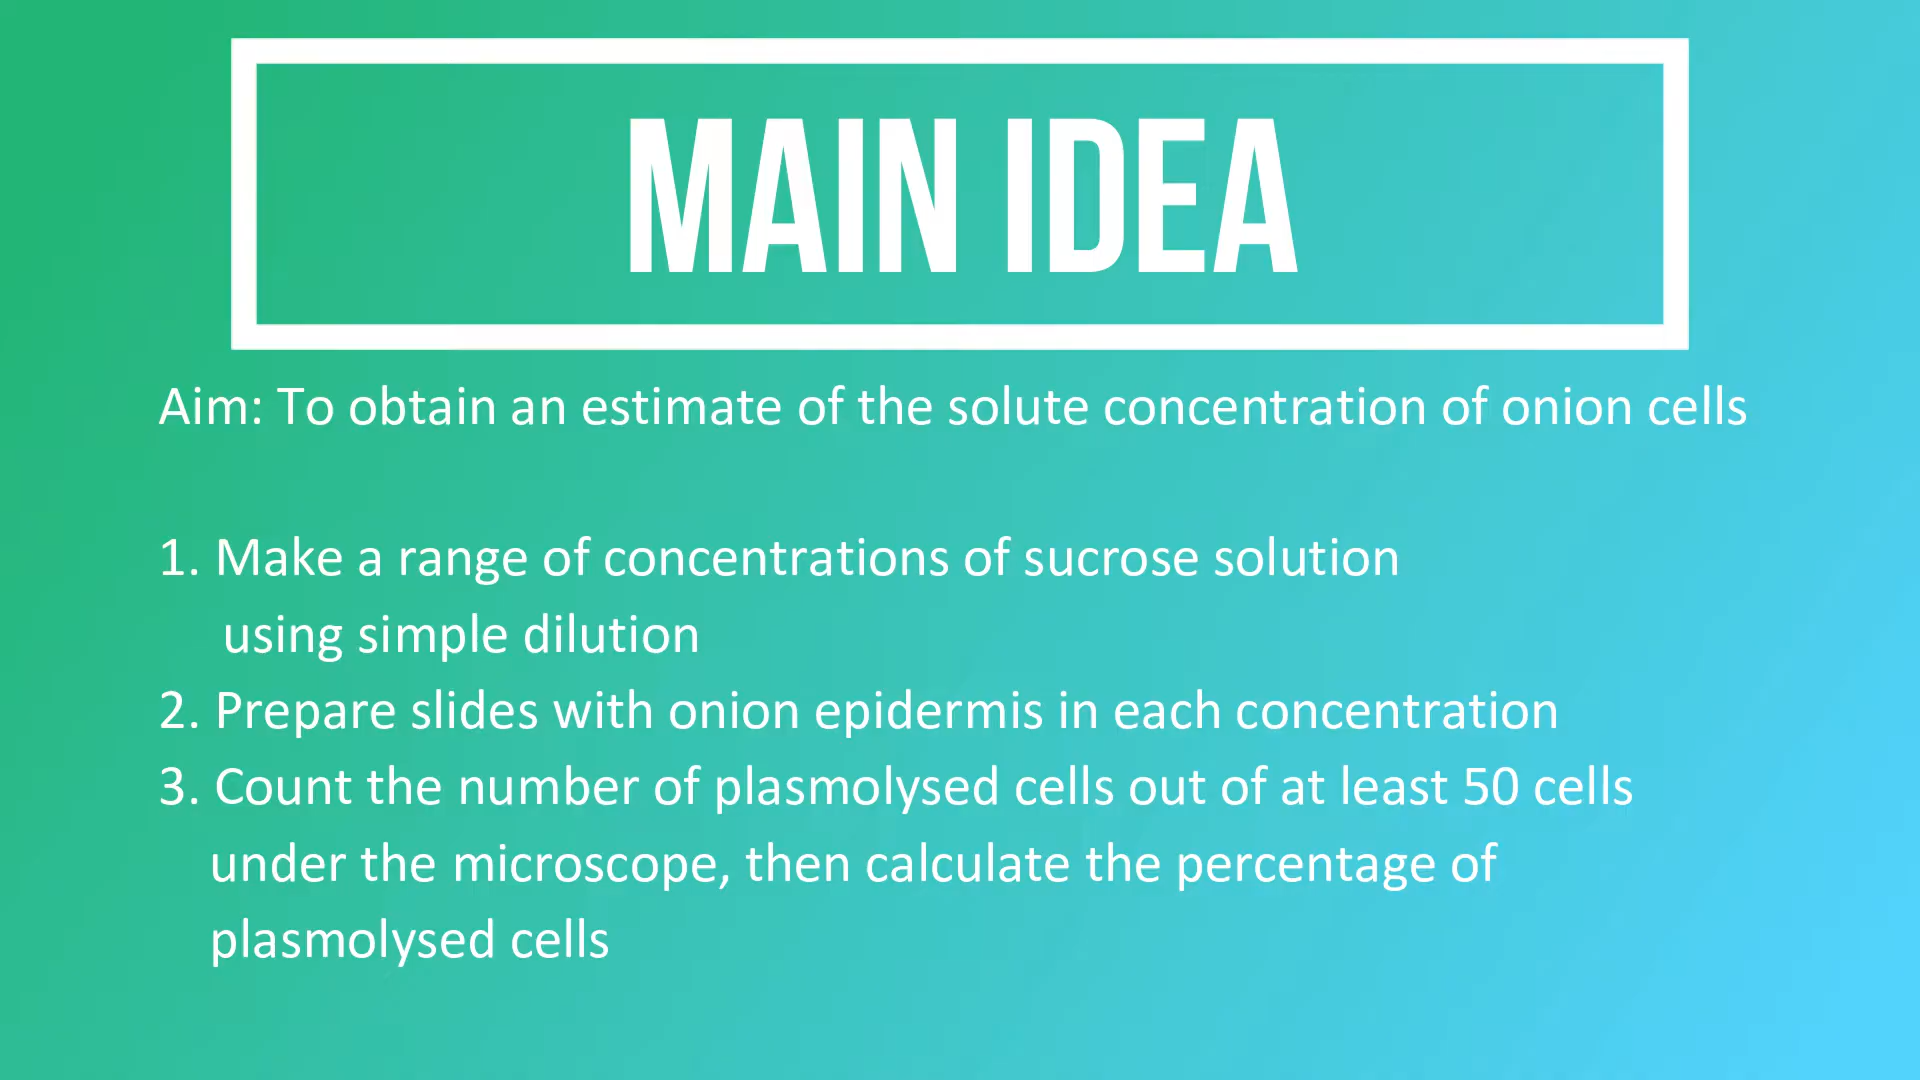 MAIN IDEA
Aim: To obtain an estimate of the solute concentration of onion cells
1. Make a range of concentrations of sucrose solution
using simple dilution
2. Prepare slides with onion epidermis in each concentration
3. Count the number of plasmolysed cells out of at least 50 cells
under the microscope, then calculate the percentage of
plasmolysed cells